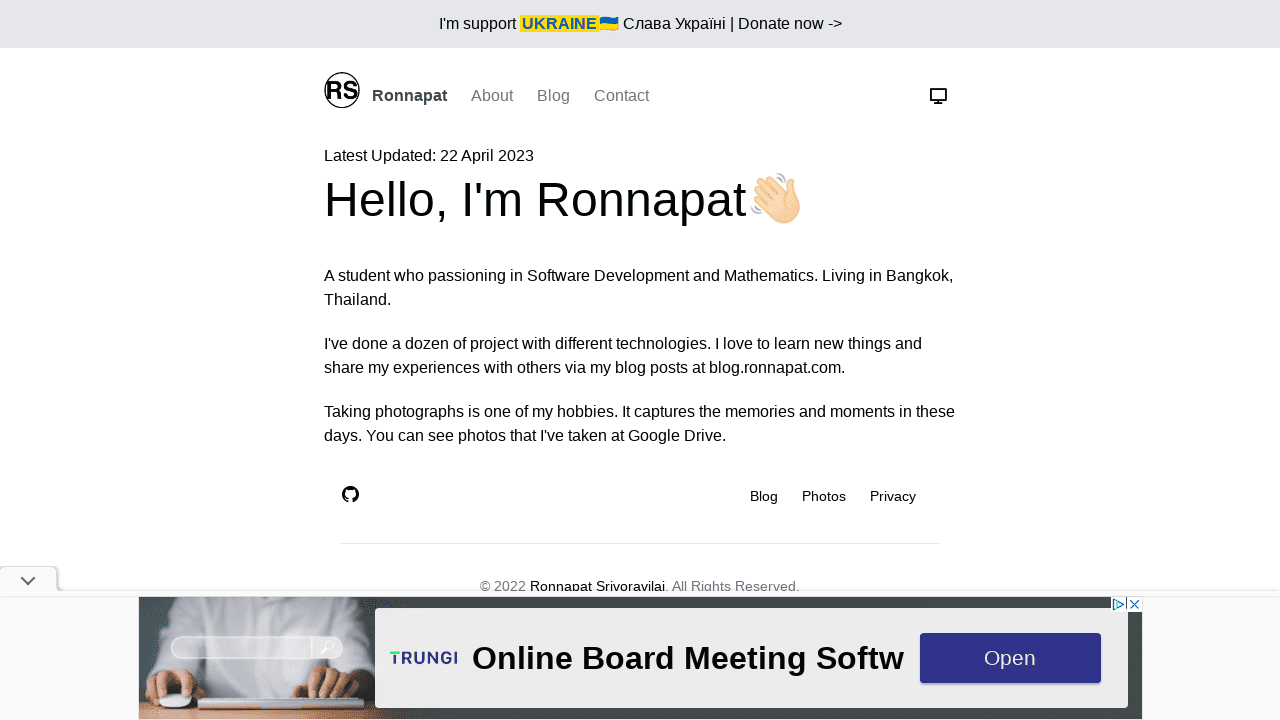 I'm support UKRAINE🇺🇦 Слава Україні | Donate now ->
RS Ronnapat About Blog Contact
Latest Updated: 22 April 2023
Hello, I'm Ronnapat👋🏻
A student who passioning in Software Development and Mathematics. Living in Bangkok,
Thailand.
I've done a dozen of project with different technologies. I love to learn new things and
share my experiences with others via my blog posts at blog.ronnapat.com.
Taking photographs is one of my hobbies. It captures the memories and moments in these
days. You can see photos that I've taken at Google Drive.
Blog Photos Privacy
© 2022 Ronnapat Srivoravilai. All Rights Reserved.
TRUNGI Online Board Meeting Softw Open